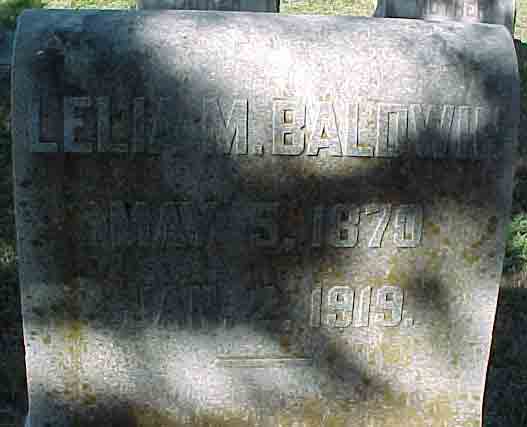 LELIA M. BALDWIN
MAY 5, 1870
JAN. 2, 1919.